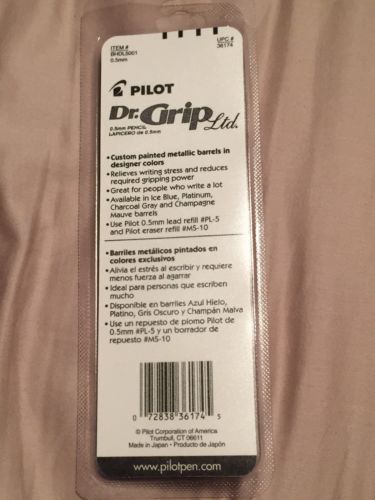 ITEM #
BHDL5001
0.5mm
UPC #
36174
PILOT
Dr. Grip Ltd.
0.5mm PENCIL
LAPICERO de 0.5mm
• Custom painted metallic barrels in
designer colors
• Relieves writing stress and reduces
required gripping power
• Great for people who write a lot
• Available in Ice Blue, Platinum,
Charcoal Gray and Champagne
Mauve barrels
• Use Pilot 0.5mm lead refill #PL-5
and Pilot eraser refill #MS-10
• Barriles metálicos pintados en
colores exclusivos
• Alivia el estrés al escribir y requiere
menos fuerza al agarrar
• Ideal para personas que escriben
mucho
• Disponible en barriles Azul Hielo,
Platino, Gris Oscuro y Champán Malva
• Use un repuesto de plomo Pilot de
0.5mm #PL-5 y un borrador de
repuesto #MS-10
0 72838 36174 5
© Pilot Corporation of America
Trumbull, CT 06611
Made in Japan • Producto de Japón
www.pilotpen.com